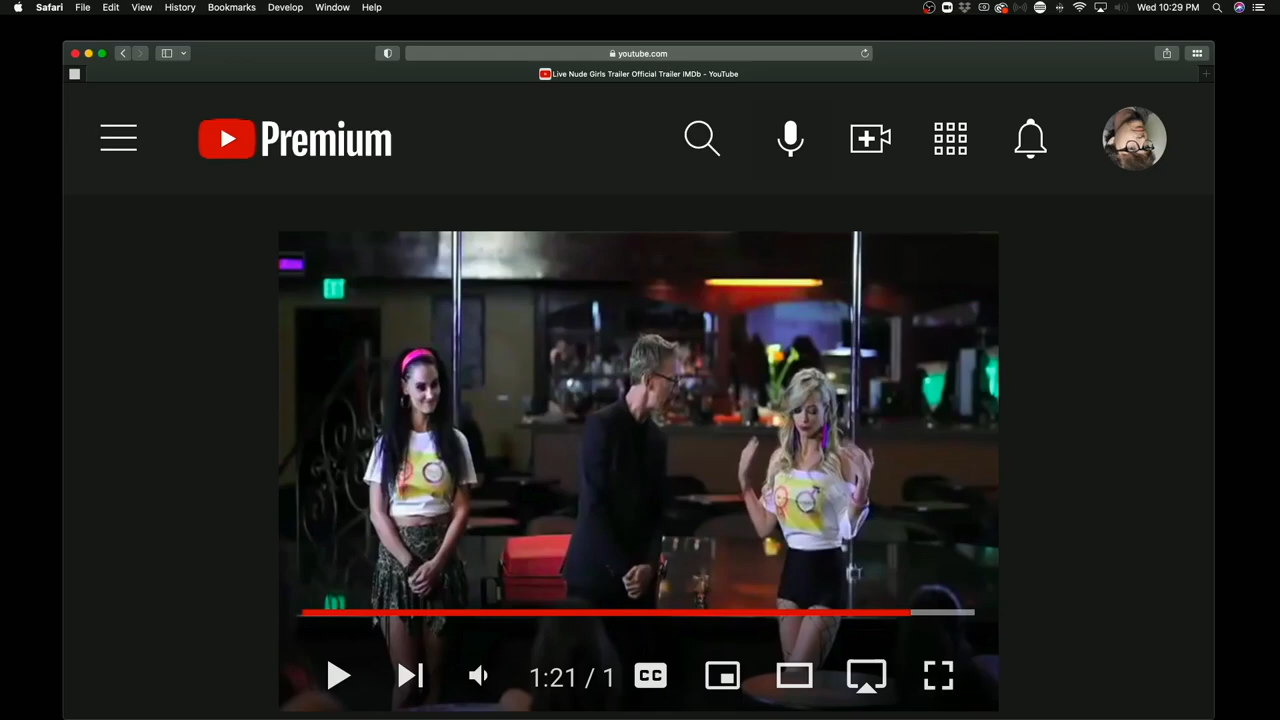 Safari File Edit View History Bookmarks Develop Window Help Wed 10:29 PM
youtube.com
Live Nude Girls Trailer Official Trailer IMDb - YouTube
Premium
1:21 / 1 CC